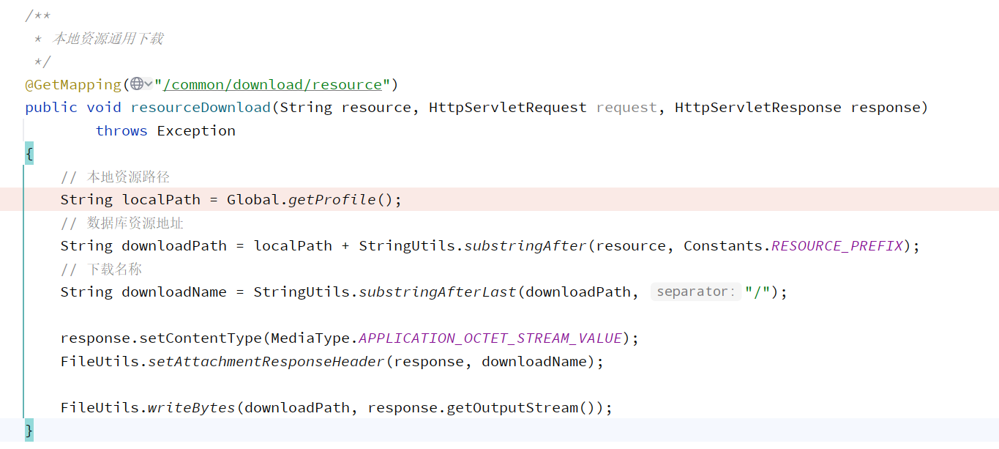 /**
 * 本地资源通用下载
 */
@GetMapping("/common/download/resource")
public void resourceDownload(String resource, HttpServletRequest request, HttpServletResponse response)
        throws Exception
{
    // 本地资源路径
    String localPath = Global.getProfile();
    // 数据库资源地址
    String downloadPath = localPath + StringUtils.substringAfter(resource, Constants.RESOURCE_PREFIX);
    // 下载名称
    String downloadName = StringUtils.substringAfterLast(downloadPath, separator: "/");
    response.setContentType(MediaType.APPLICATION_OCTET_STREAM_VALUE);
    FileUtils.setAttachmentResponseHeader(response, downloadName);
    FileUtils.writeBytes(downloadPath, response.getOutputStream());
}